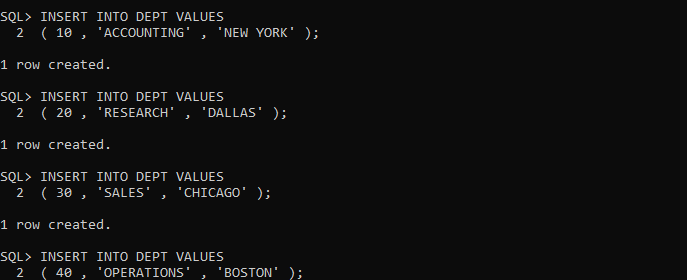 SQL> INSERT INTO DEPT VALUES
  2  ( 10 , 'ACCOUNTING' , 'NEW YORK' );
1 row created.
SQL> INSERT INTO DEPT VALUES
  2  ( 20 , 'RESEARCH' , 'DALLAS' );
1 row created.
SQL> INSERT INTO DEPT VALUES
  2  ( 30 , 'SALES' , 'CHICAGO' );
1 row created.
SQL> INSERT INTO DEPT VALUES
  2  ( 40 , 'OPERATIONS' , 'BOSTON' );